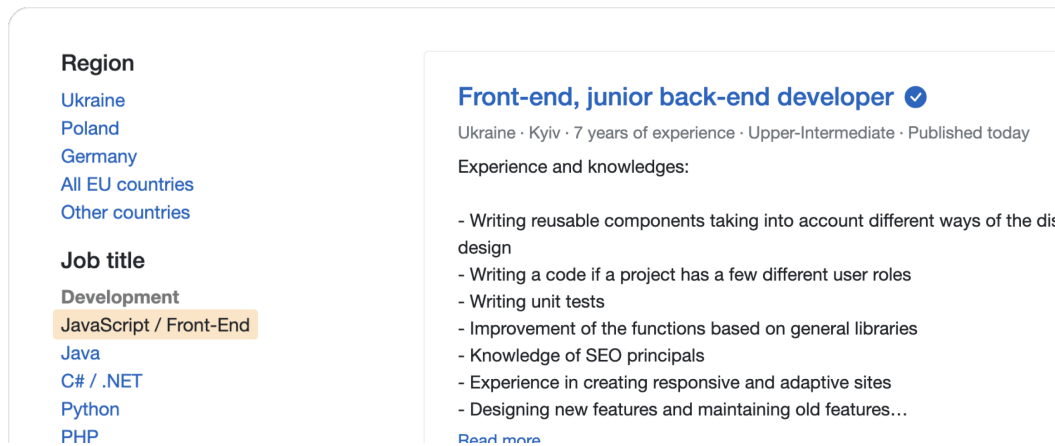 Region
Ukraine
Poland
Germany
All EU countries
Other countries
Job title
Development
JavaScript / Front-End
Java
C# / .NET
Python
PHP
Front-end, junior back-end developer
Ukraine · Kyiv · 7 years of experience · Upper-Intermediate · Published today
Experience and knowledges:
- Writing reusable components taking into account different ways of the
design
- Writing a code if a project has a few different user roles
- Writing unit tests
- Improvement of the functions based on general libraries
- Knowledge of SEO principals
- Experience in creating responsive and adaptive sites
- Designing new features and maintaining old features…
Read more